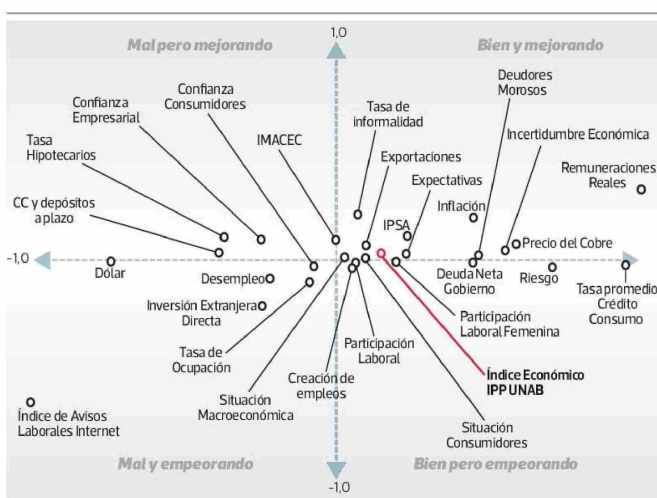 Mal pero mejorando
1,0
Bien y mejorando
Deudores
Morosos
Confianza
Consumidores
Confianza
Empresarial
Tasa de
informalidad
IMACEC
Incertidumbre Económica
Tasa
Hipotecarios
Exportaciones
Remuneraciones
Reales
Expectativas
CC y depósitos
a plazo
Inflación
IPSA
Precio del Cobre
-1,0
1,0
Dólar
Desempleo
Deuda Neta
Gobierno
Riesgo
Tasa promedio
Crédito
Consumo
Inversión Extranjera
Directa
Participación
Laboral Femenina
Participación
Laboral
Tasa de
Ocupación
Creación de
empleos
Índice Económico
IPP UNAB
Situación
Macroeconómica
Índice de Avisos
Laborales Internet
Situación
Consumidores
Mal y empeorando
Bien pero empeorando
-1,0